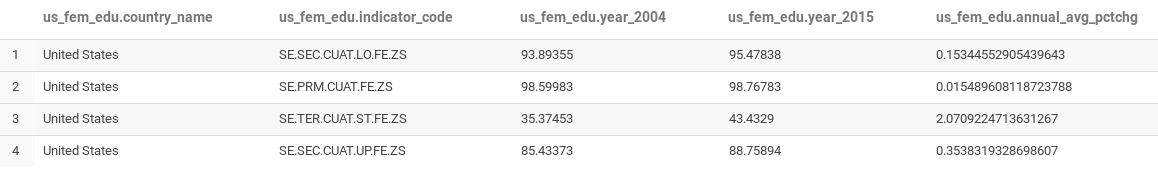 us_fem_edu.country_name us_fem_edu.indicator_code us_fem_edu.year_2004 us_fem_edu.year_2015 us_fem_edu.annual_avg_pctchg
1 United States SE.SEC.CUAT.LO.FE.ZS 93.89355 95.47838 0.15344552905439643
2 United States SE.PRM.CUAT.FE.ZS 98.59983 98.76783 0.015489608118723788
3 United States SE.TER.CUAT.ST.FE.ZS 35.37453 43.4329 2.0709224713631267
4 United States SE.SEC.CUAT.UP.FE.ZS 85.43373 88.75894 0.3538319328698607